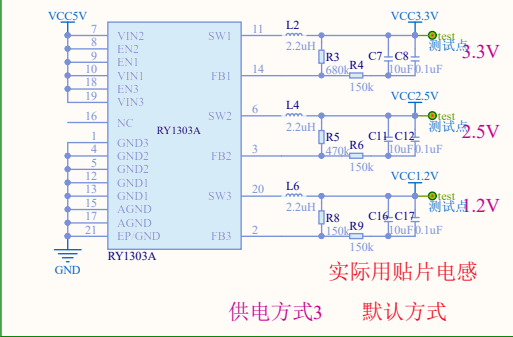 VCC5V
VCC3.3V
7 VIN2 SW1 11 L2 2.2uH test
测试点 3.3V
8 EN2
9 EN1 R3 680k C7 10uF C8 0.1uF
10 VIN1 FB1 14 R4 150k
18 EN3
19 VIN3
VCC2.5V
SW2 6 L4 2.2uH test
测试点 2.5V
16 NC
RY1303A
1 GND3 R5 470k C11 10uF C12 0.1uF
4 GND2 FB2 3 R6 150k
5 GND2
VCC1.2V
12 GND1
13 GND1 SW3 20 L6 2.2uH test
测试点 1.2V
15 AGND
17 AGND R8 150k C16 10uF C17 0.1uF
21 EP/GND FB3 2 R9 150k
RY1303A
GND
实际用贴片电感
供电方式3 默认方式